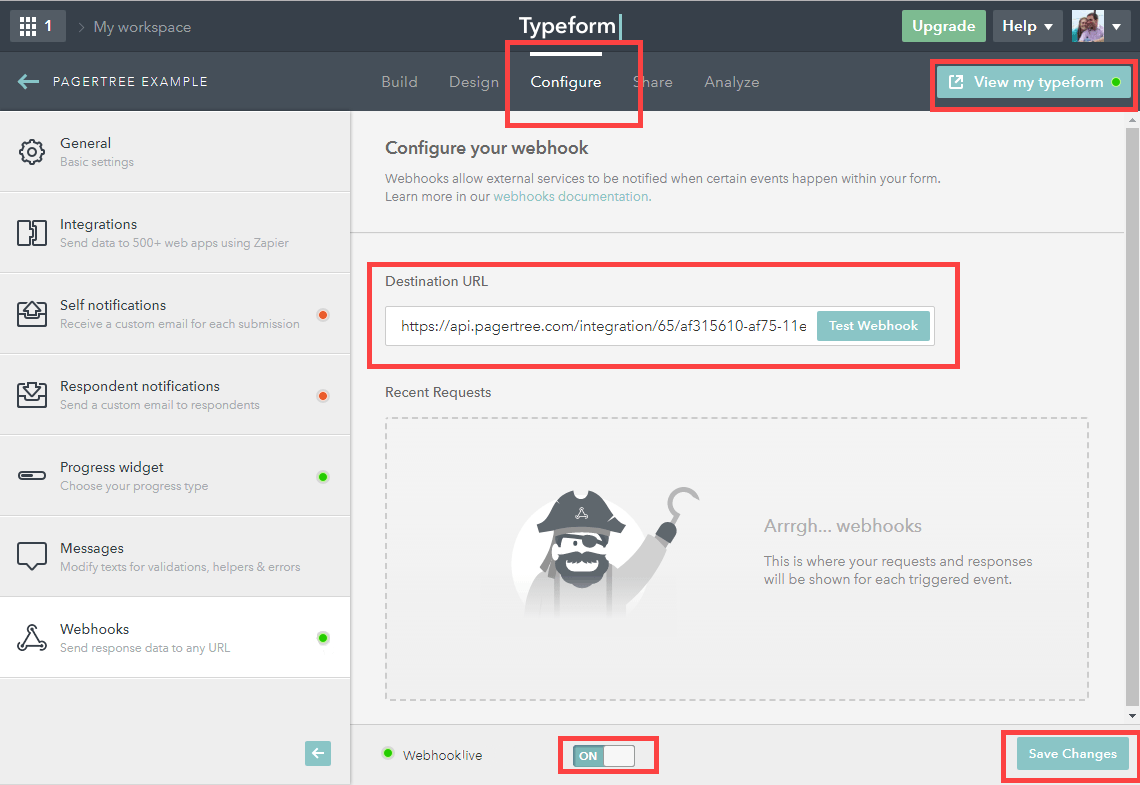 1 > My workspace
Typeform
Upgrade
Help
PAGERTREE EXAMPLE
Build
Design
Configure
Share
Analyze
View my typeform
General
Basic settings
Integrations
Send data to 500+ web apps using Zapier
Self notifications
Receive a custom email for each submission
Respondent notifications
Send a custom email to respondents
Progress widget
Choose your progress type
Messages
Modify texts for validations, helpers & errors
Webhooks
Send response data to any URL
Configure your webhook
Webhooks allow external services to be notified when certain events happen within your form.
Learn more in our webhooks documentation.
Destination URL
https://api.pagertree.com/integration/65/af315610-af75-11e
Test Webhook
Recent Requests
Arrrgh... webhooks
This is where your requests and responses
will be shown for each triggered event.
Webhooklive
ON
Save Changes